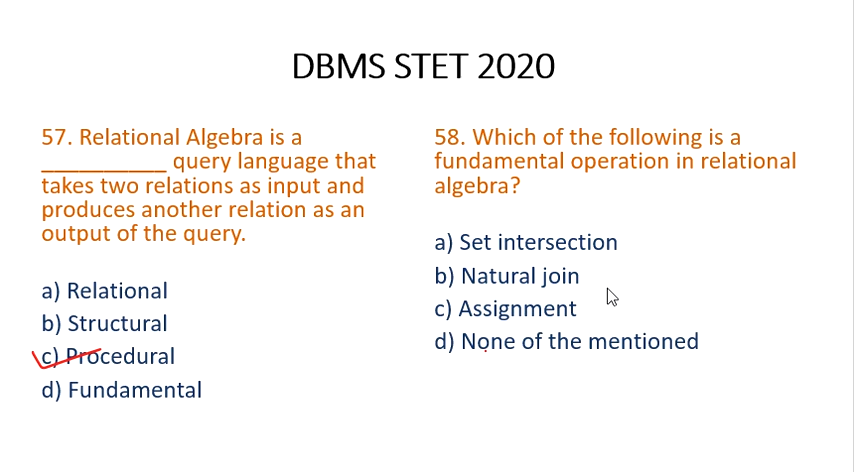 DBMS STET 2020
57. Relational Algebra is a
___________ query language that
takes two relations as input and
produces another relation as an
output of the query.
a) Relational
b) Structural
c) Procedural
d) Fundamental
58. Which of the following is a
fundamental operation in relational
algebra?
a) Set intersection
b) Natural join
c) Assignment
d) None of the mentioned